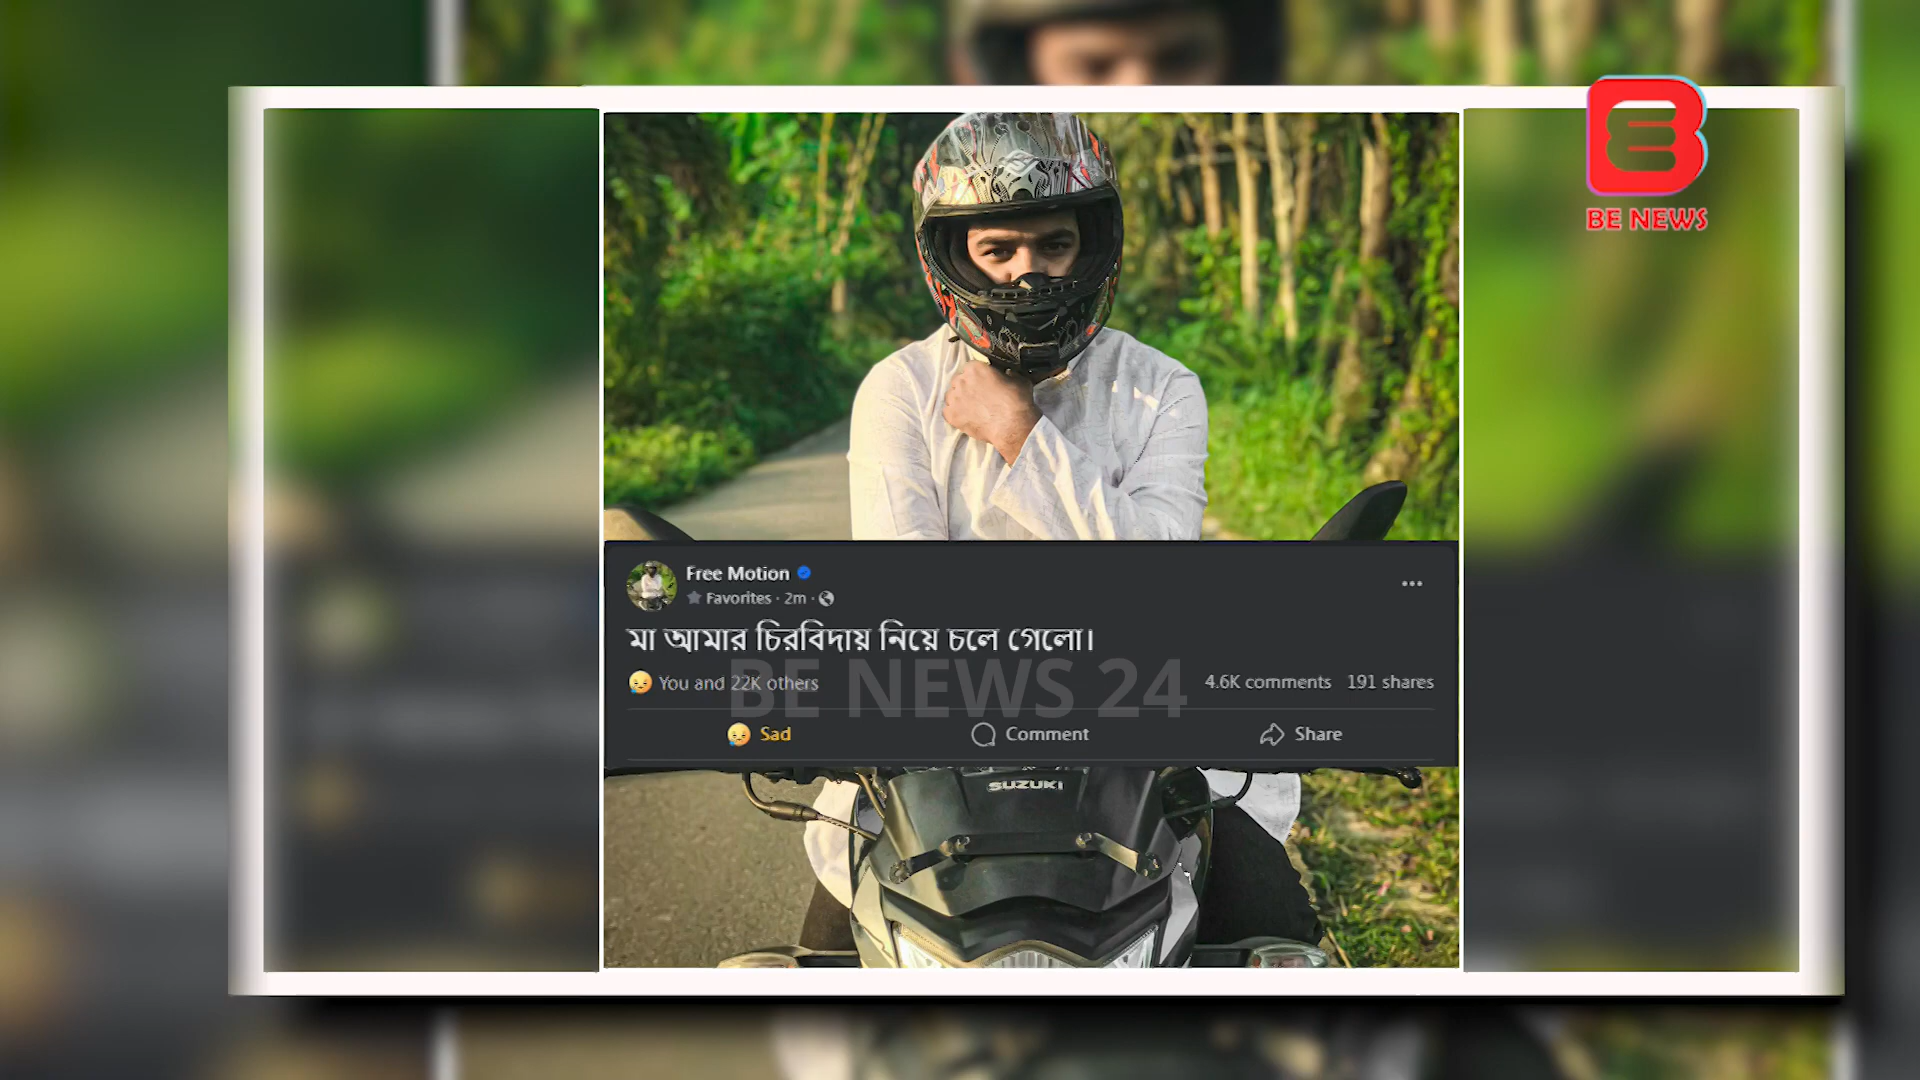 BE NEWS
Free Motion
Favorites · 2m ·
মা আমার চিরবিদায় নিয়ে চলে গেলো।
You and 22K others
4.6K comments 191 shares
BE NEWS 24
Sad Comment Share
SUZUKI